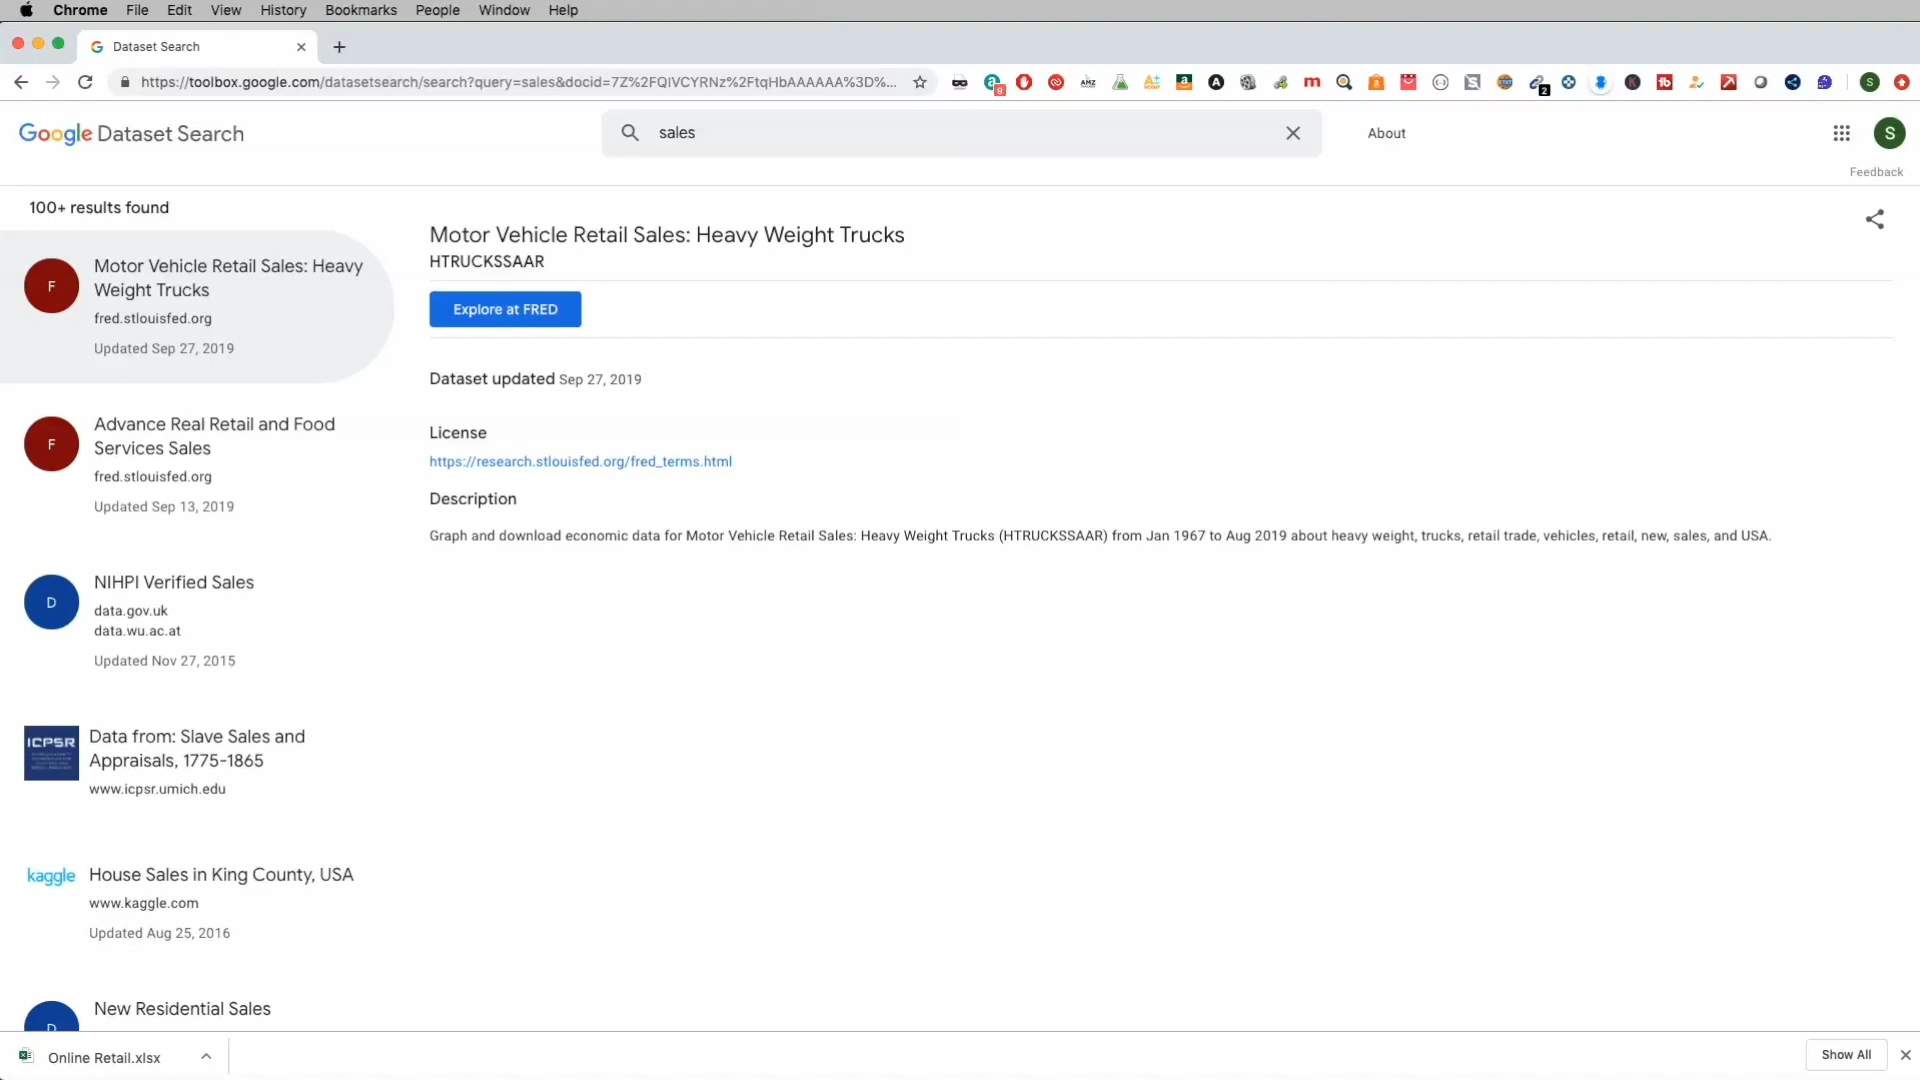 Chrome File Edit View History Bookmarks People Window Help
Dataset Search
https://toolbox.google.com/datasetsearch/search?query=sales&docid=7Z%2FQIVCYRNz%2FtqHbAAAAAA%3D%...
Google Dataset Search
sales
About
S
Feedback
100+ results found
F
Motor Vehicle Retail Sales: Heavy
Weight Trucks
fred.stlouisfed.org
Updated Sep 27, 2019
F
Advance Real Retail and Food
Services Sales
fred.stlouisfed.org
Updated Sep 13, 2019
D
NIHPI Verified Sales
data.gov.uk
data.wu.ac.at
Updated Nov 27, 2015
ICPSR
Data from: Slave Sales and
Appraisals, 1775-1865
www.icpsr.umich.edu
kaggle
House Sales in King County, USA
www.kaggle.com
Updated Aug 25, 2016
D
New Residential Sales
Motor Vehicle Retail Sales: Heavy Weight Trucks
HTRUCKSSAAR
Explore at FRED
Dataset updated Sep 27, 2019
License
https://research.stlouisfed.org/fred_terms.html
Description
Graph and download economic data for Motor Vehicle Retail Sales: Heavy Weight Trucks (HTRUCKSSAAR) from Jan 1967 to Aug 2019 about heavy weight, trucks, retail trade, vehicles, retail, new, sales, and USA.
Online Retail.xlsx
Show All